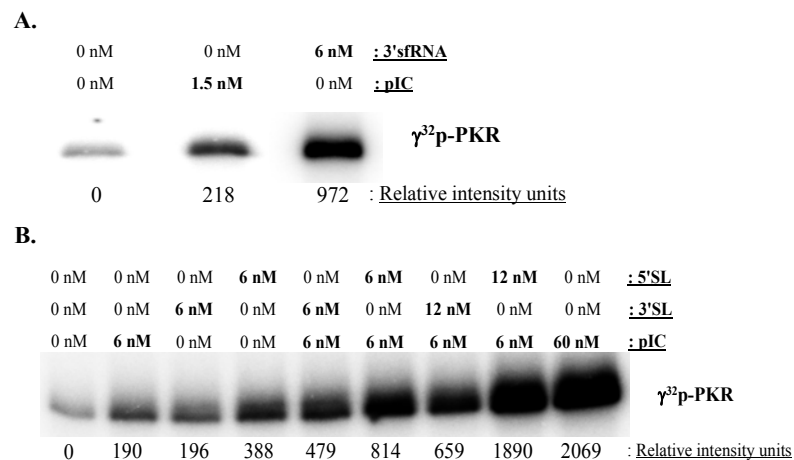 A.
0 nM 0 nM 6 nM : 3'sfRNA
0 nM 1.5 nM 0 nM : pIC
γ32p-PKR
0 218 972 : Relative intensity units
B.
0 nM 0 nM 0 nM 6 nM 0 nM 6 nM 0 nM 12 nM 0 nM : 5'SL
0 nM 0 nM 6 nM 0 nM 6 nM 0 nM 12 nM 0 nM 0 nM : 3'SL
0 nM 6 nM 0 nM 0 nM 6 nM 6 nM 6 nM 6 nM 60 nM : pIC
γ32p-PKR
0 190 196 388 479 814 659 1890 2069 : Relative intensity units